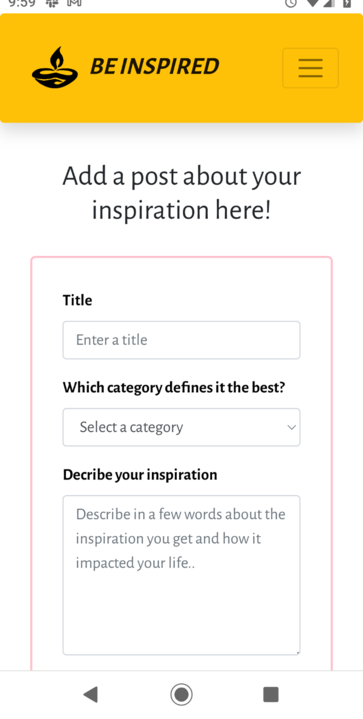 9:59
BE INSPIRED
Add a post about your
inspiration here!
Title
Enter a title
Which category defines it the best?
Select a category
Decribe your inspiration
Describe in a few words about the
inspiration you get and how it
impacted your life..